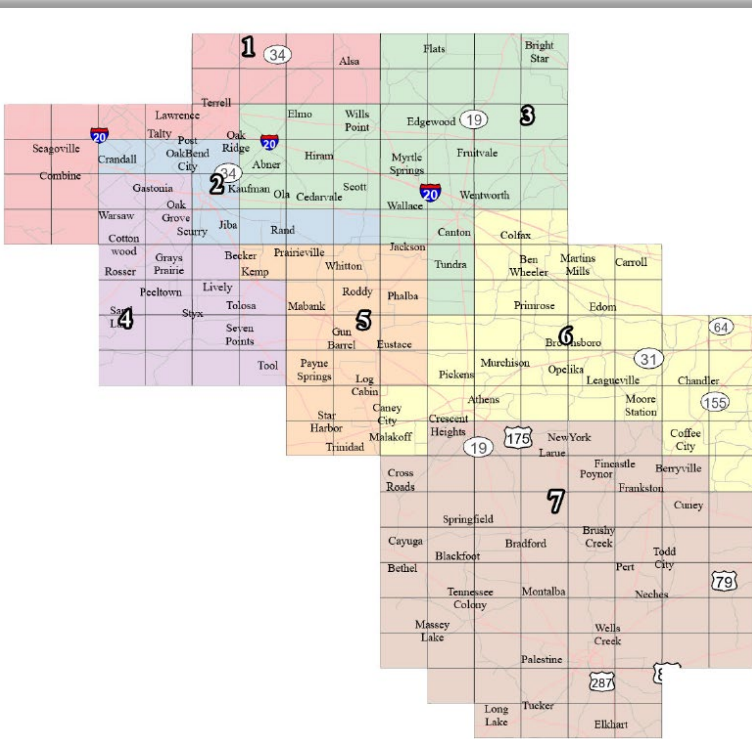 1
34
Alsa
Flats
Bright
Star
Terrell
Lawrence
Elmo
Wills
Point
Edgewood
19
3
20
Talty
Post
Oak
Ridge
20
Seagoville
Crandall
OakBend
City
Abner
Hiram
Myrtle
Springs
Fruitvale
Combine
34
2
Gastonia
Kaufman
Ola
Cedarvale
Scott
20
Wentworth
Wallace
Oak
Grove
Warsaw
Scurry
Jiba
Rand
Canton
Colfax
Cotton
wood
Jackson
Rosser
Grays
Prairie
Becker
Kemp
Prairieville
Whitton
Tundra
Ben
Wheeler
Martins
Mills
Carroll
Peeltown
Lively
Roddy
Phalba
4
Styx
Tolosa
Mabank
5
Primrose
Edom
Seven
Points
Gun
Barrel
Eustace
6
64
31
Tool
Payne
Springs
Log
Cabin
Pickens
Murchison
Opelika
Leagueville
Chandler
155
Star
Harbor
Caney
City
Athens
Moore
Station
Trinidad
Malakoff
Crescent
Heights
19
175
NewYork
Larue
Coffee
City
Cross
Roads
Fincastle
Poynor
Berryville
Frankston
7
Cuney
Springfield
Cayuga
Blackfoot
Bradford
Brushy
Creek
Todd
City
Bethel
Pert
79
Tennessee
Colony
Montalba
Neches
Massey
Lake
Wells
Creek
Palestine
287
Long
Lake
Tucker
Elkhart